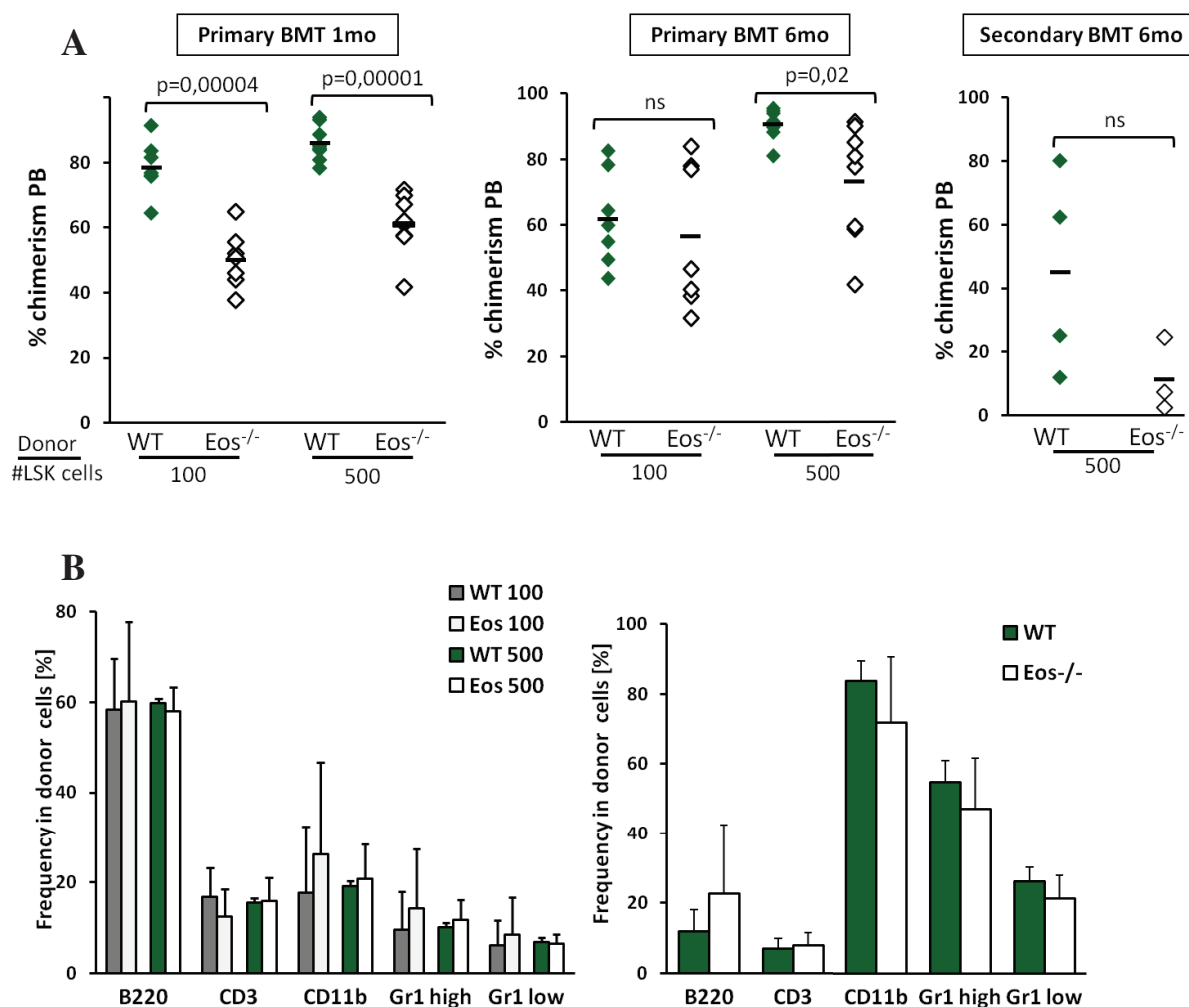 A
Primary BMT 1mo
Primary BMT 6mo
Secondary BMT 6mo
p=0,00004
p=0,00001
ns
p=0,02
ns
% chimerism PB
100
80
60
40
20
0
% chimerism PB
100
80
60
40
20
0
% chimerism PB
100
80
60
40
20
0
Donor WT Eos-/- WT Eos-/-
#LSK cells 100 500
WT Eos-/- WT Eos-/-
100 500
WT Eos-/-
500
B
Frequency in donor cells [%]
80
60
40
20
0
WT 100
Eos 100
WT 500
Eos 500
B220 CD3 CD11b Gr1 high Gr1 low
Frequency in donor cells [%]
100
80
60
40
20
0
WT
Eos-/-
B220 CD3 CD11b Gr1 high Gr1 low